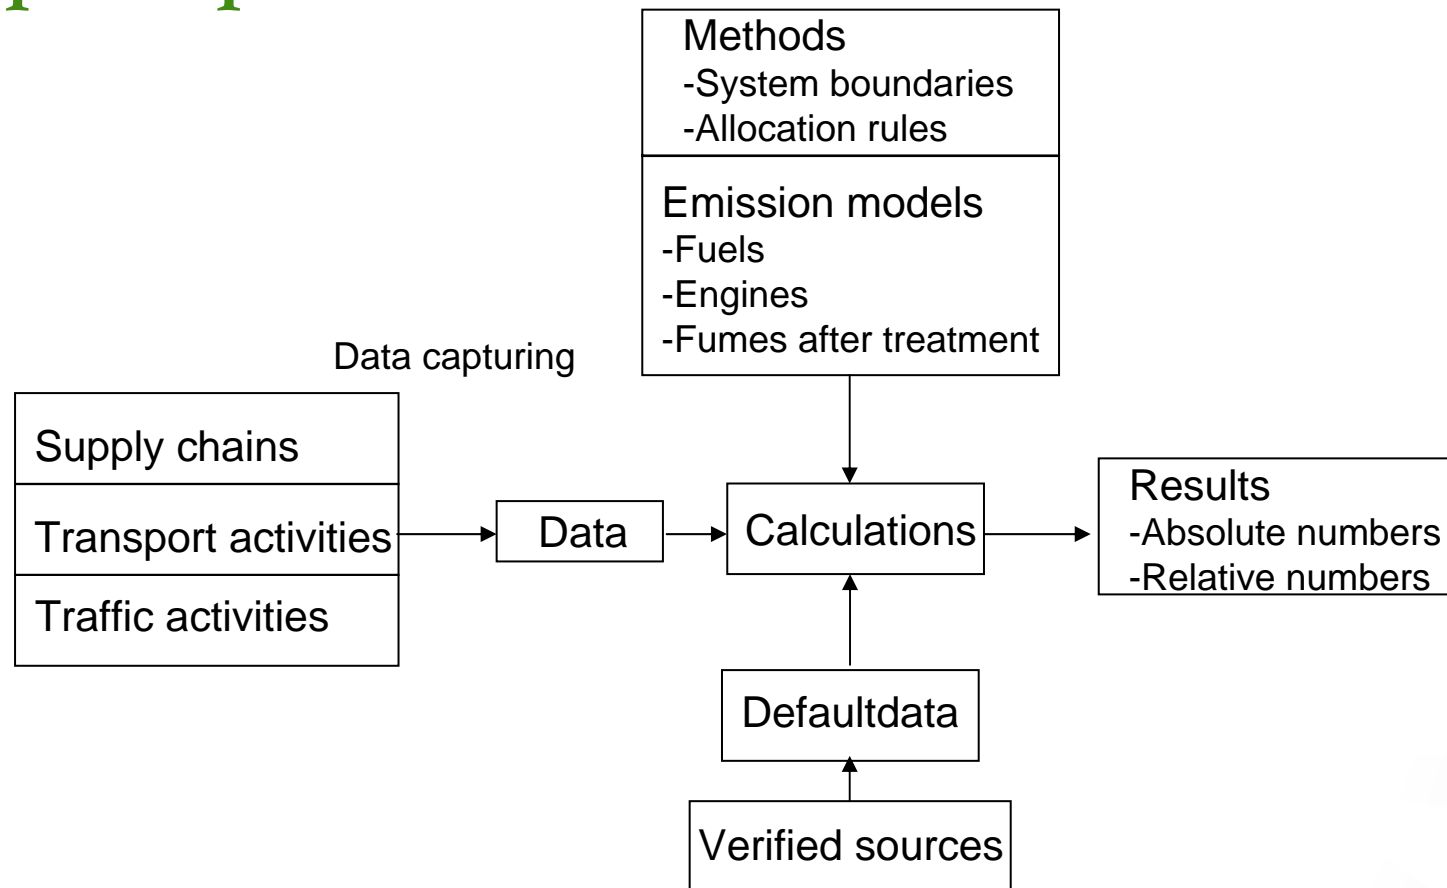 Methods
-System boundaries
-Allocation rules
Emission models
-Fuels
-Engines
-Fumes after treatment
Data capturing
Supply chains
Transport activities
Traffic activities
Data
Calculations
Results
-Absolute numbers
-Relative numbers
Defaultdata
Verified sources